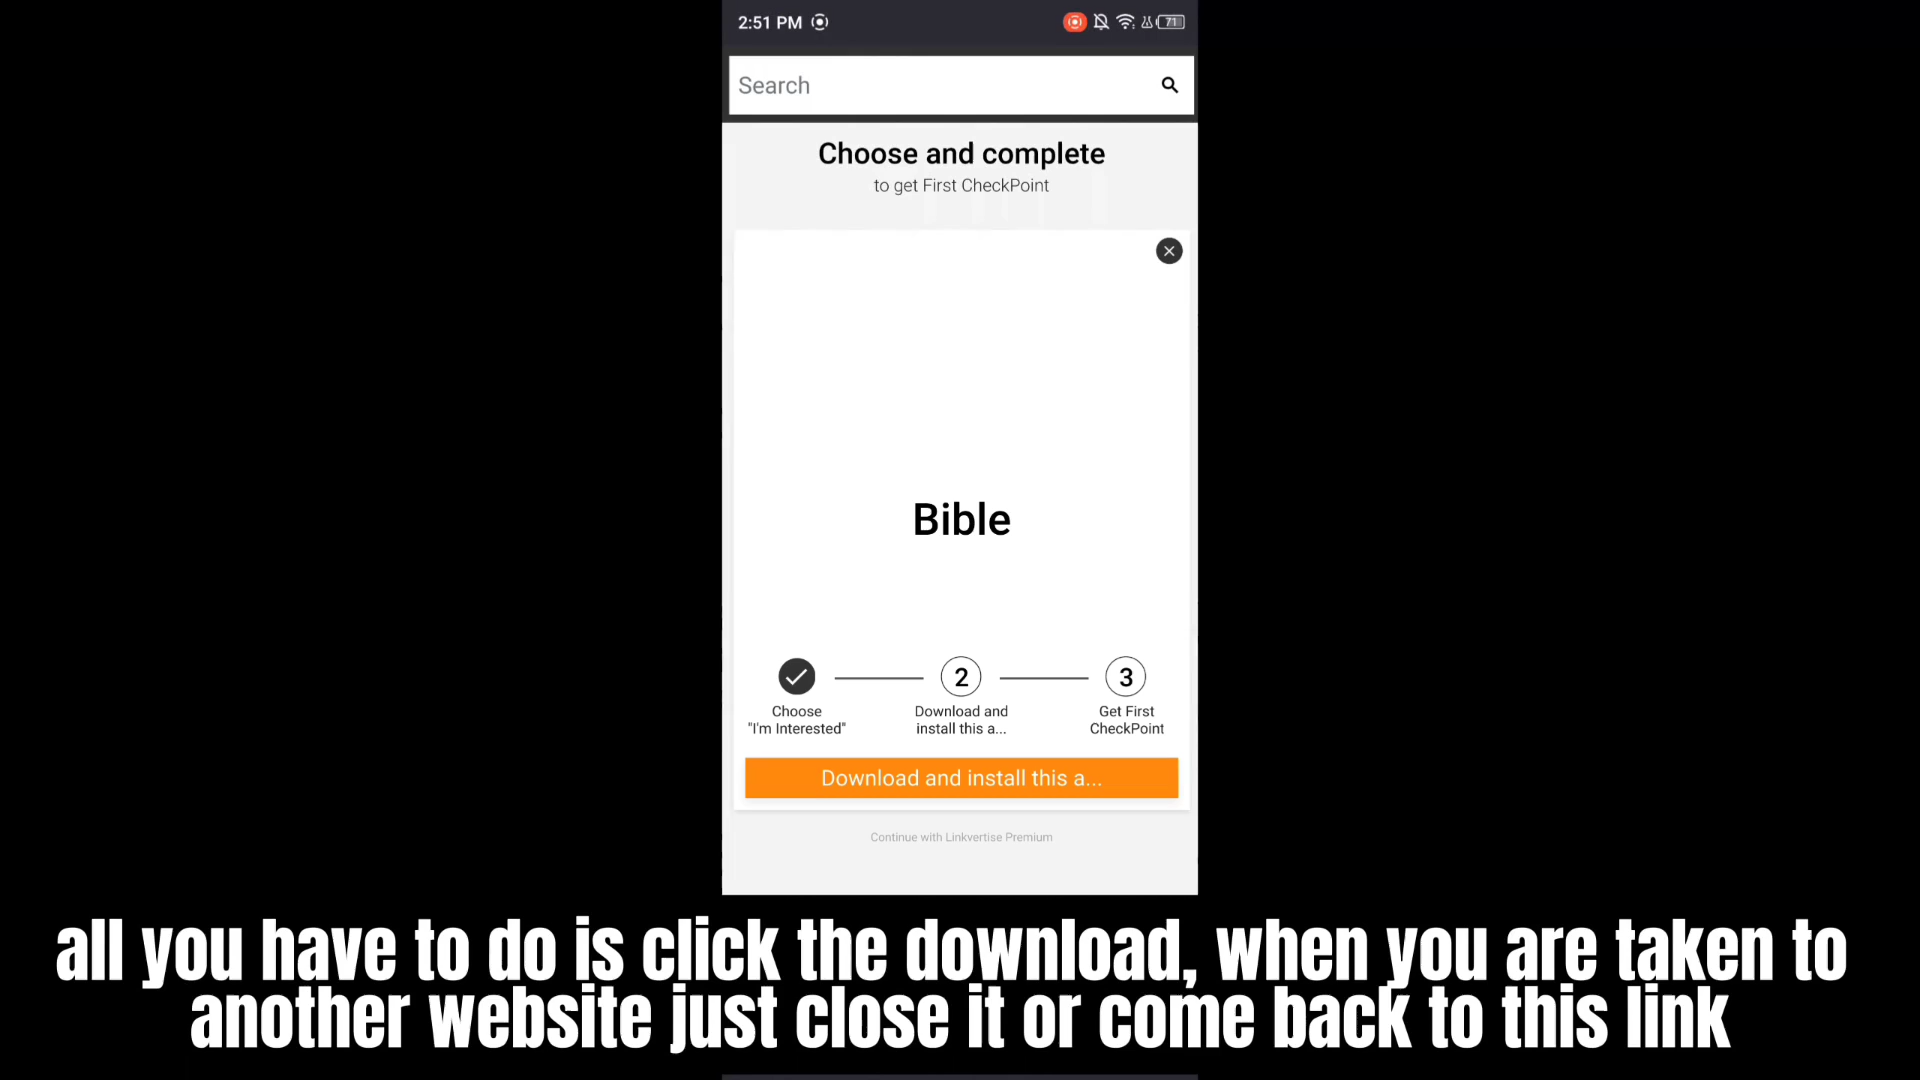 2:51 PM
71
Search
Choose and complete
to get First CheckPoint
Bible
2
3
Choose
"I'm Interested"
Download and
install this a...
Get First
CheckPoint
Download and install this a...
Continue with Linkvertise Premium
all you have to do is click the download, when you are taken to
another website just close it or come back to this link